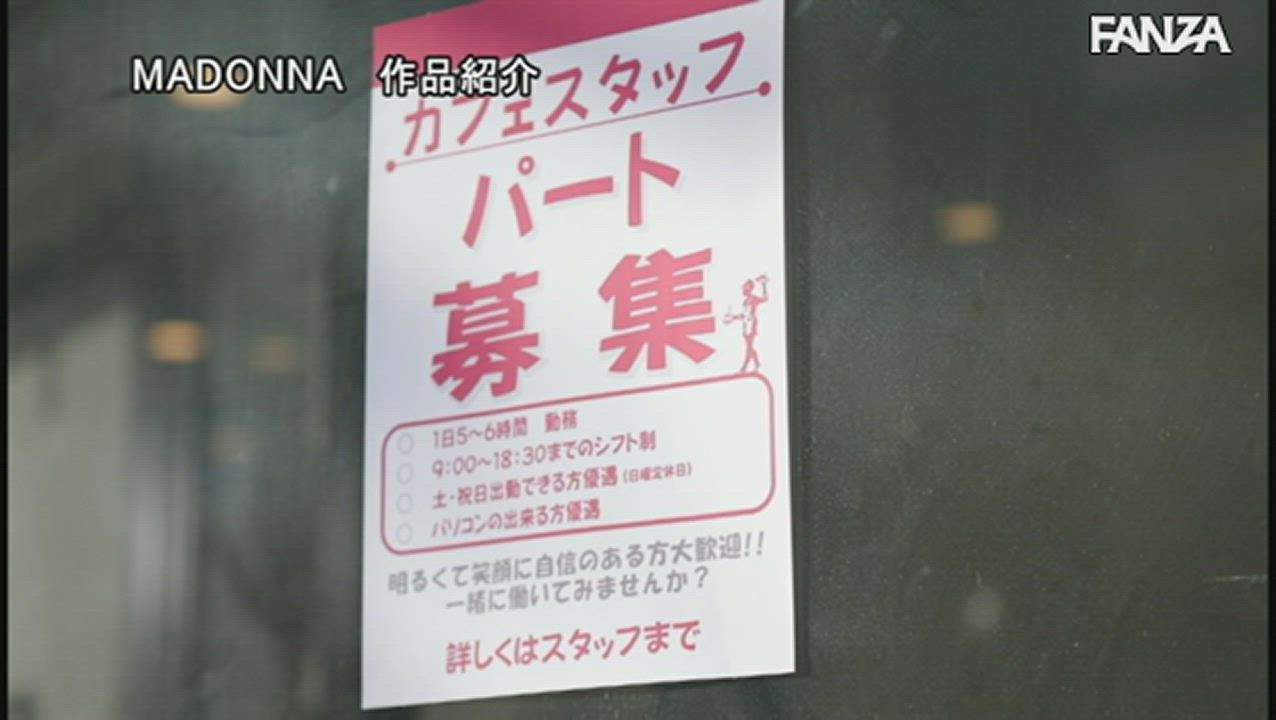 FANZA
MADONNA 作品紹介
カフェスタッフ
パート
募集
1日5~6時間 勤務
9:00~18:30までのシフト制
土・祝日出勤できる方優遇(日曜定休日)
パソコンの出来る方優遇
明るくて笑顔に自信のある方大歓迎!!
一緒に働いてみませんか?
詳しくはスタッフまで